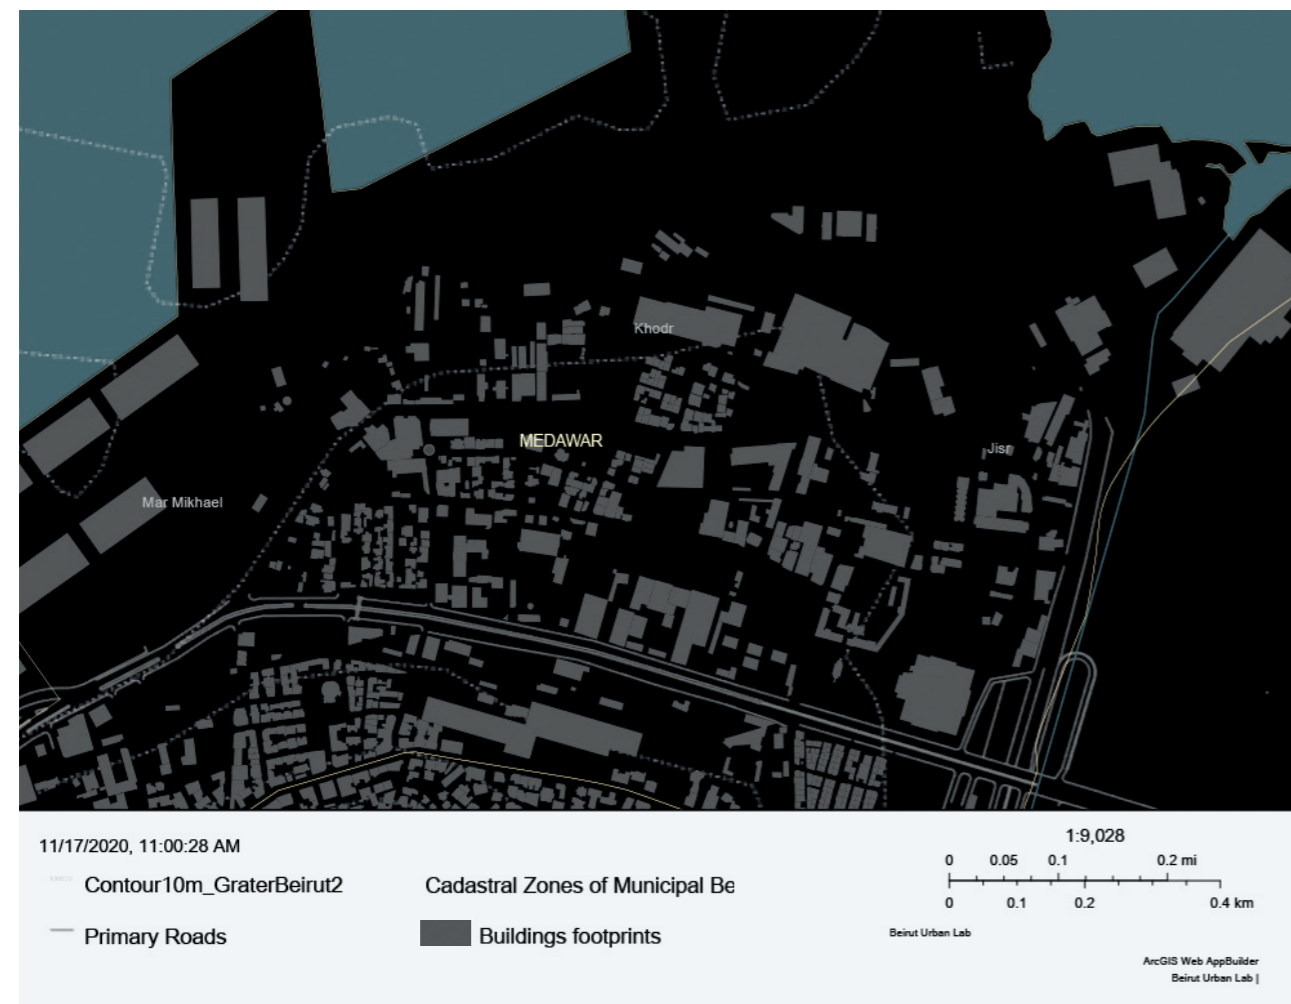 Khodr
MEDAWAR
Jisr
Mar Mikhael
11/17/2020, 11:00:28 AM
Contour10m_GraterBeirut2
Primary Roads
Cadastral Zones of Municipal Be
Buildings footprints
1:9,028
0 0.05 0.1 0.2 mi
0 0.1 0.2 0.4 km
Beirut Urban Lab
ArcGIS Web AppBuilder
Beirut Urban Lab |